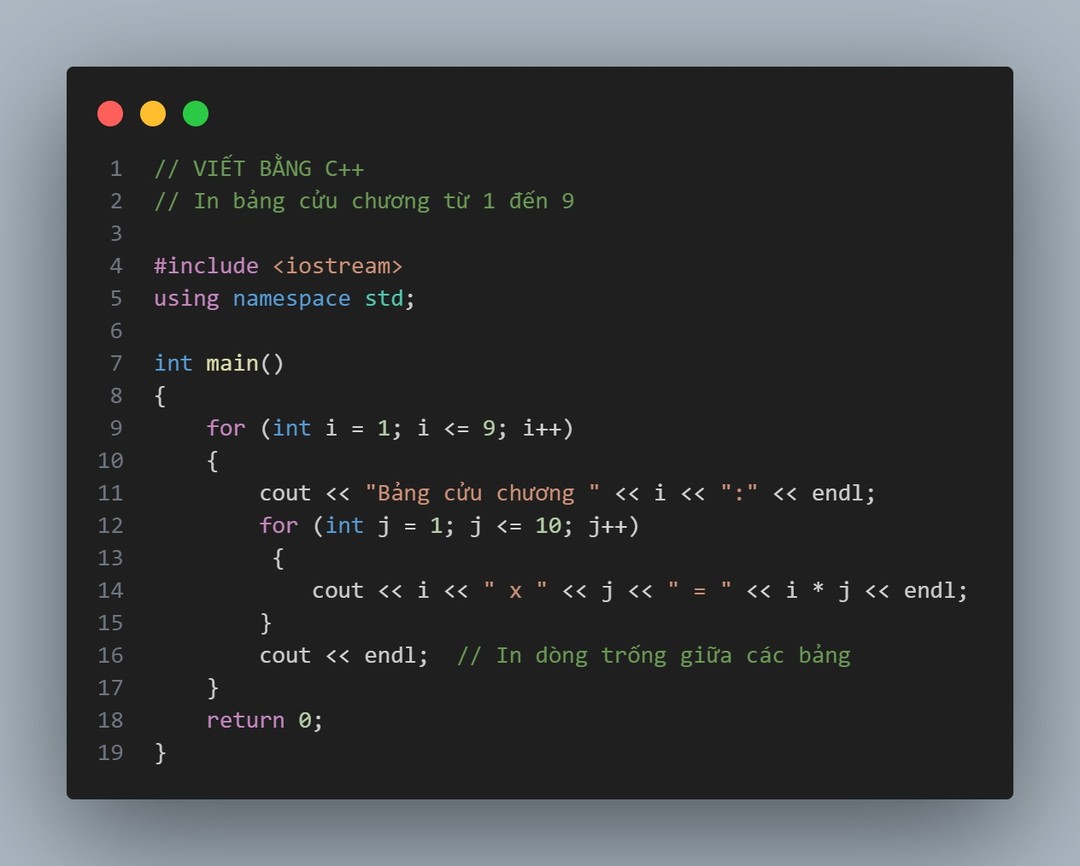 1 // VIẾT BẰNG C++
2 // In bảng cửu chương từ 1 đến 9
3
4 #include <iostream>
5 using namespace std;
6
7 int main()
8 {
9     for (int i = 1; i <= 9; i++)
10     {
11         cout << "Bảng cửu chương " << i << ":" << endl;
12         for (int j = 1; j <= 10; j++)
13          {
14             cout << i << " x " << j << " = " << i * j << endl;
15         }
16         cout << endl;  // In dòng trống giữa các bảng
17     }
18     return 0;
19 }